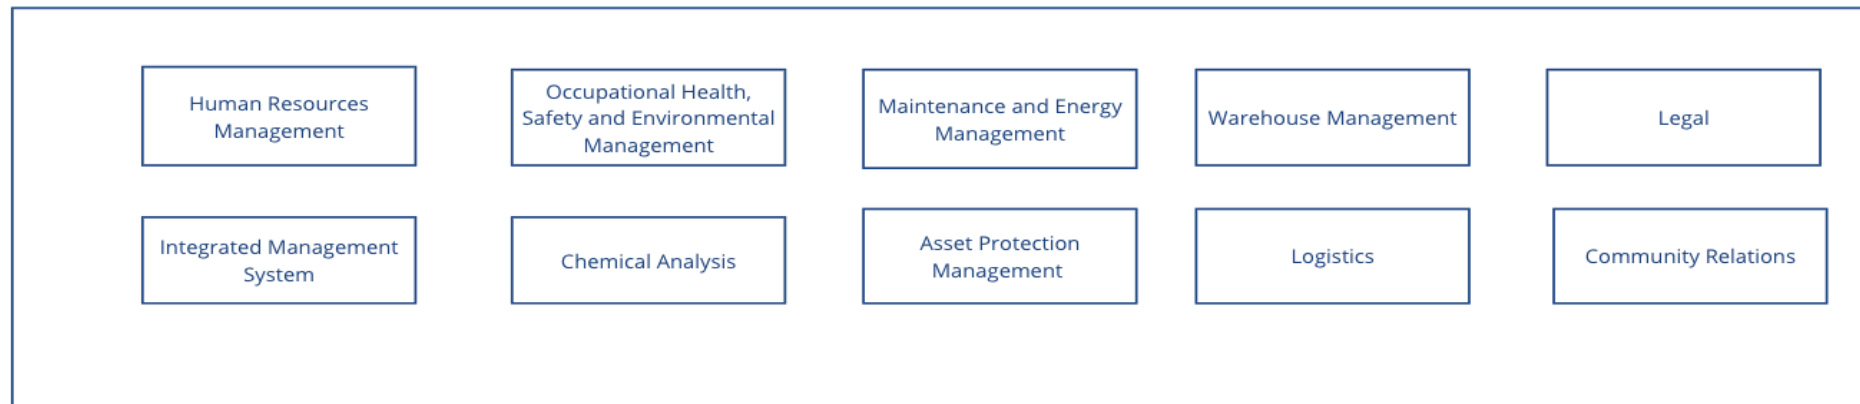 Human Resources
Management
Occupational Health,
Safety and Environmental
Management
Maintenance and Energy
Management
Warehouse Management
Legal
Integrated Management
System
Chemical Analysis
Asset Protection
Management
Logistics
Community Relations